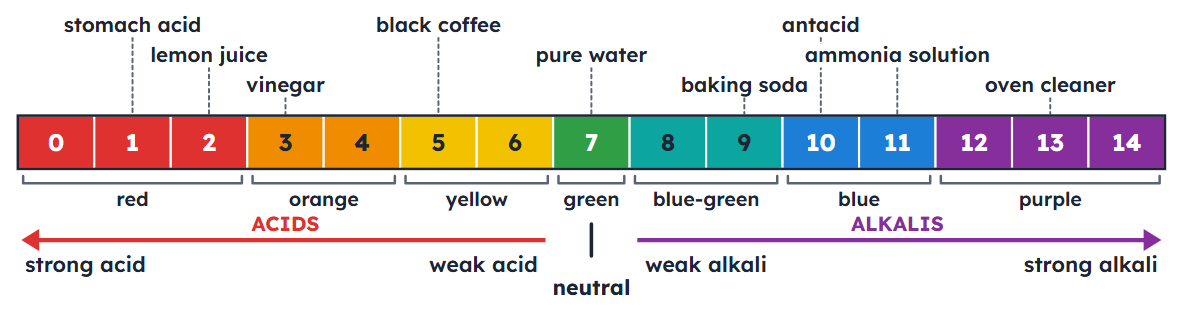 stomach acid
black coffee
antacid
lemon juice
pure water
ammonia solution
vinegar
baking soda
oven cleaner
0 1 2 3 4 5 6 7 8 9 10 11 12 13 14
red orange yellow green blue-green blue purple
ACIDS ALKALIS
strong acid weak acid weak alkali strong alkali
neutral